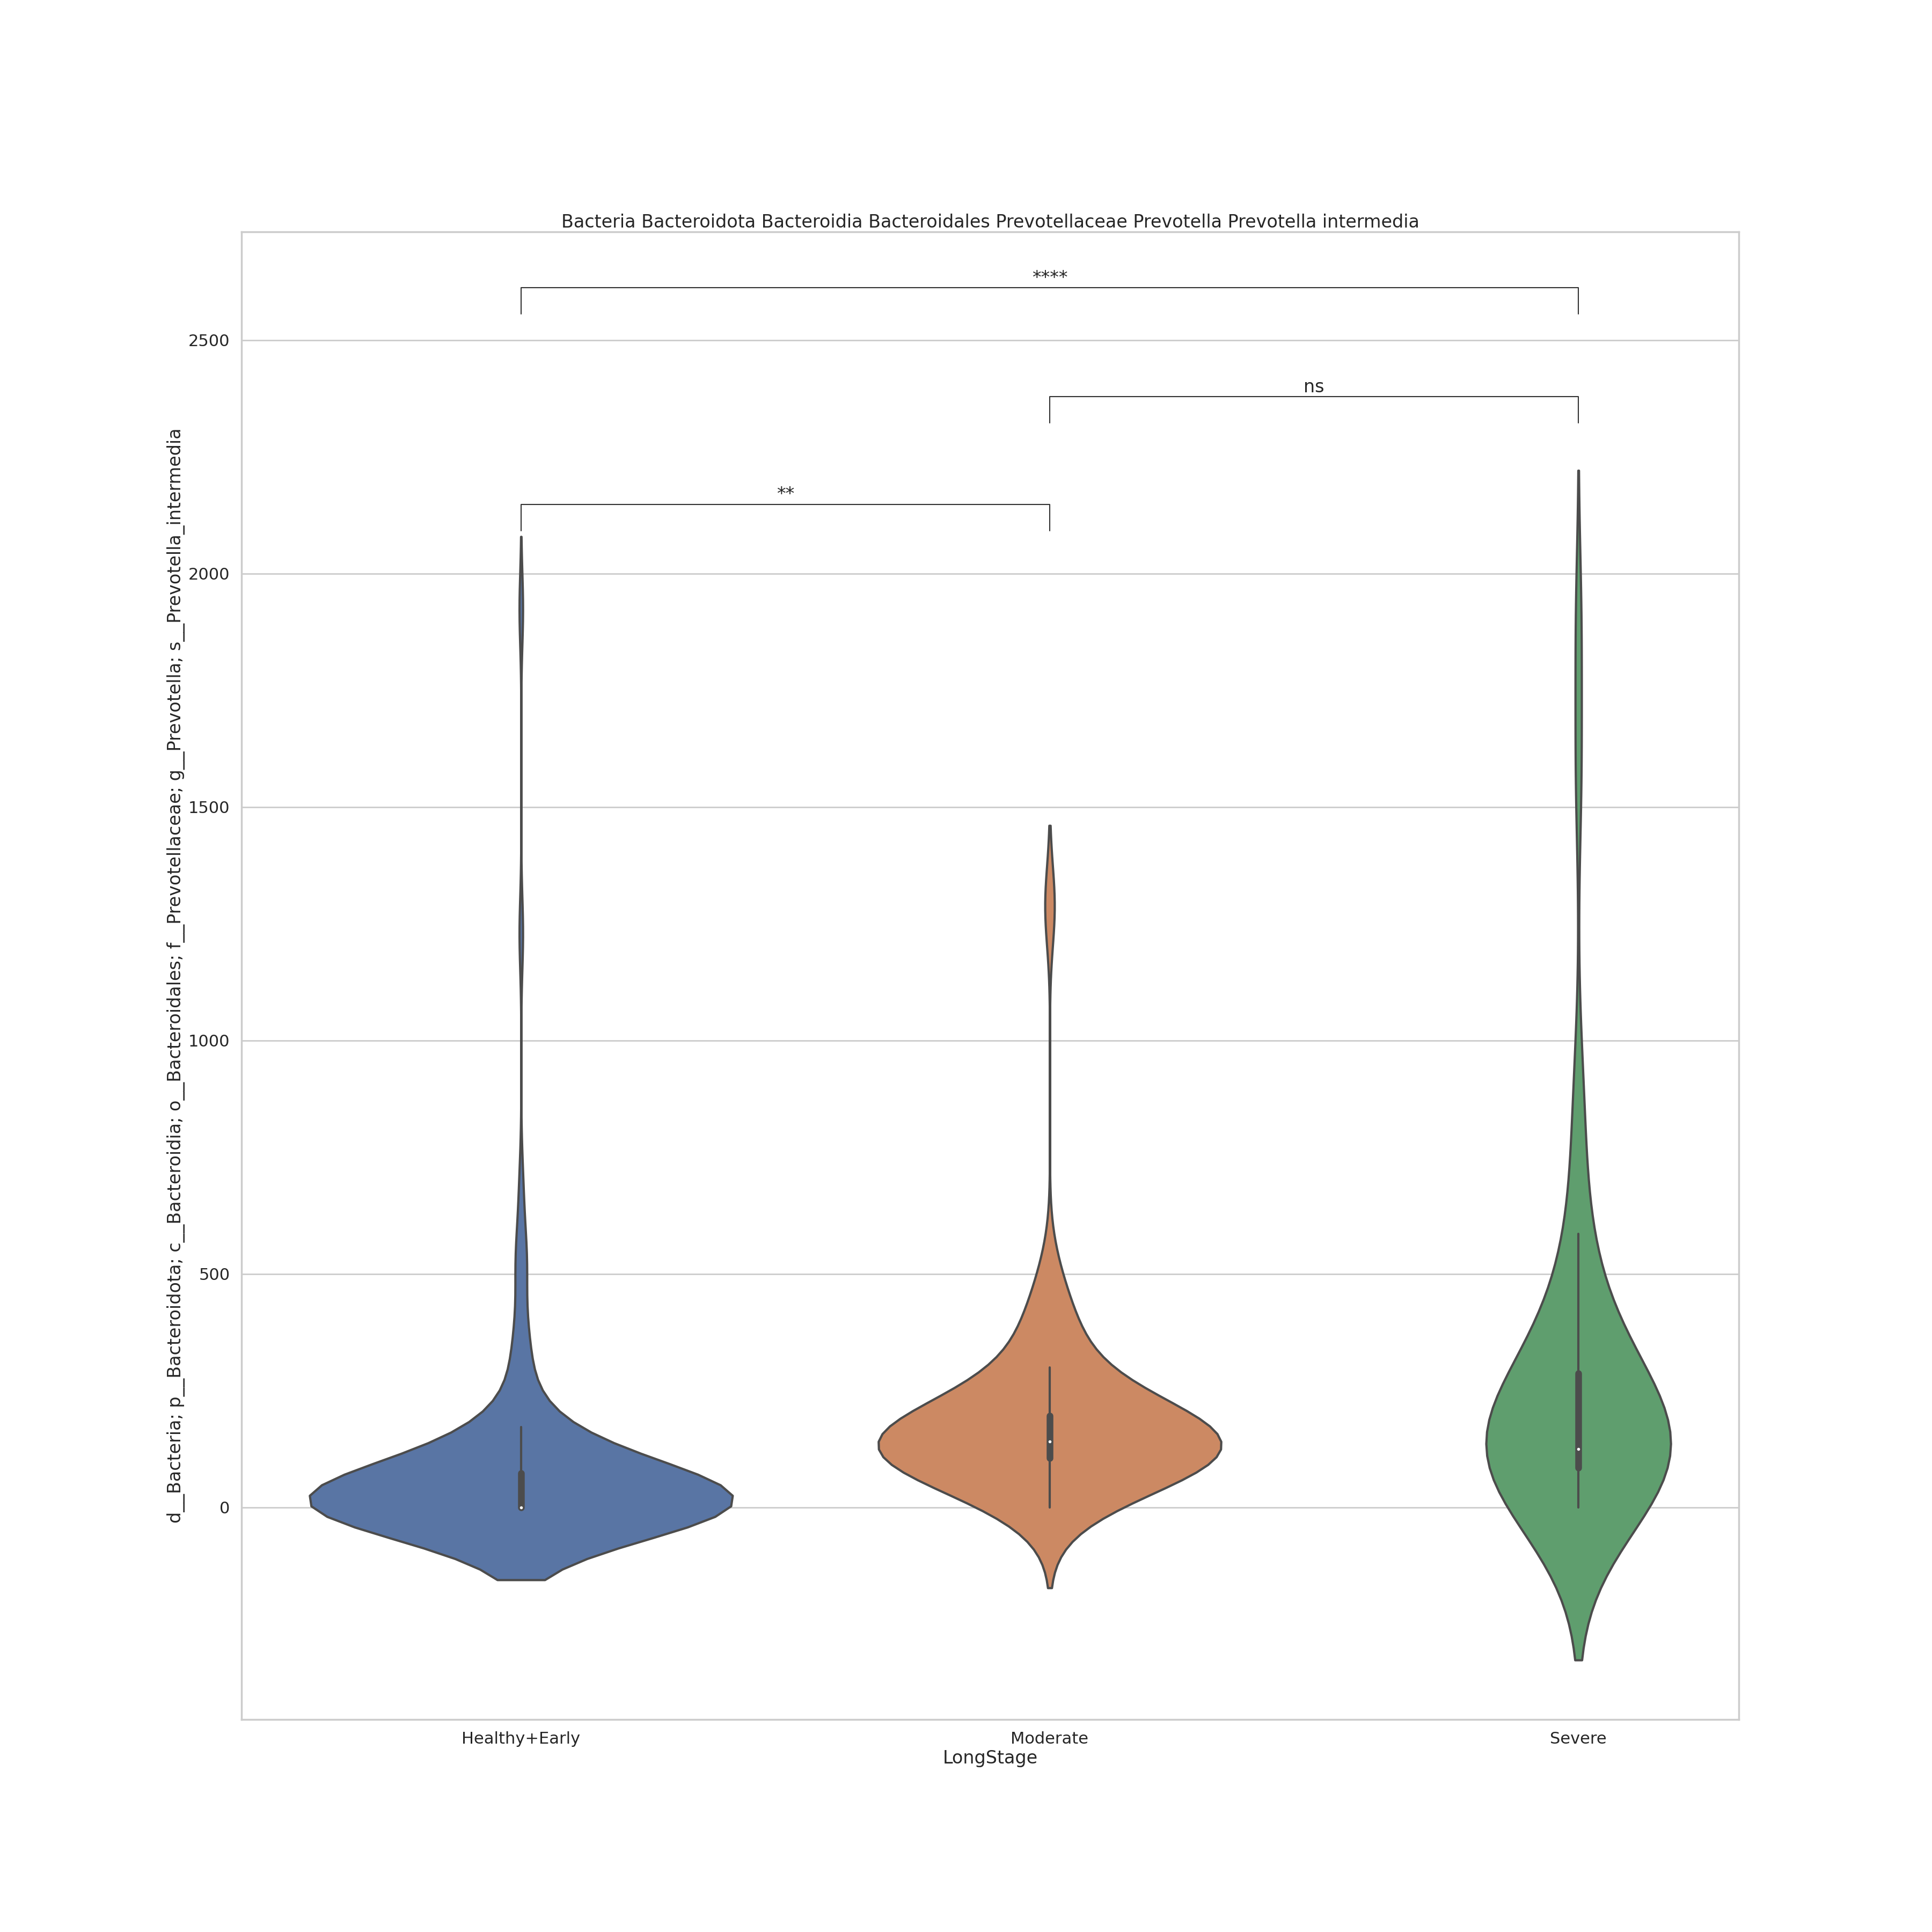 Bacteria Bacteroidota Bacteroidia Bacteroidales Prevotellaceae Prevotella Prevotella intermedia
****
2500
ns
**
2000
1500
1000
500
0
d__Bacteria; p__Bacteroidota; c__Bacteroidia; o__Bacteroidales; f__Prevotellaceae; g__Prevotella; s__Prevotella_intermedia
Healthy+Early Moderate Severe
LongStage